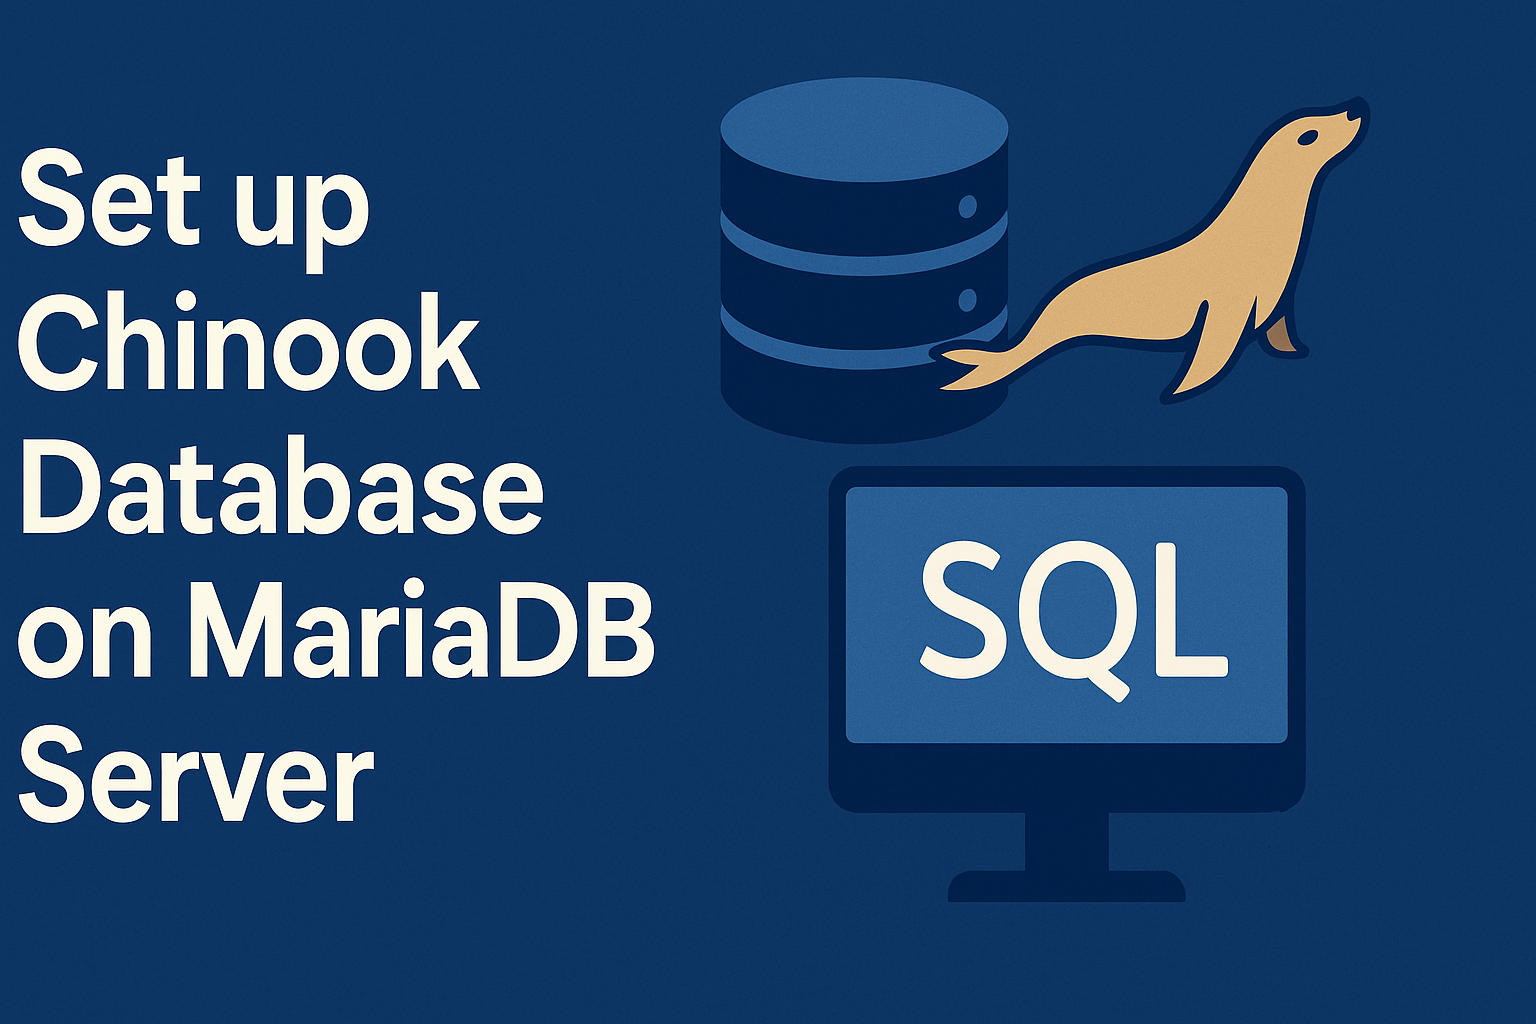 Set up
Chinook
Database
on MariaDB
Server
SQL